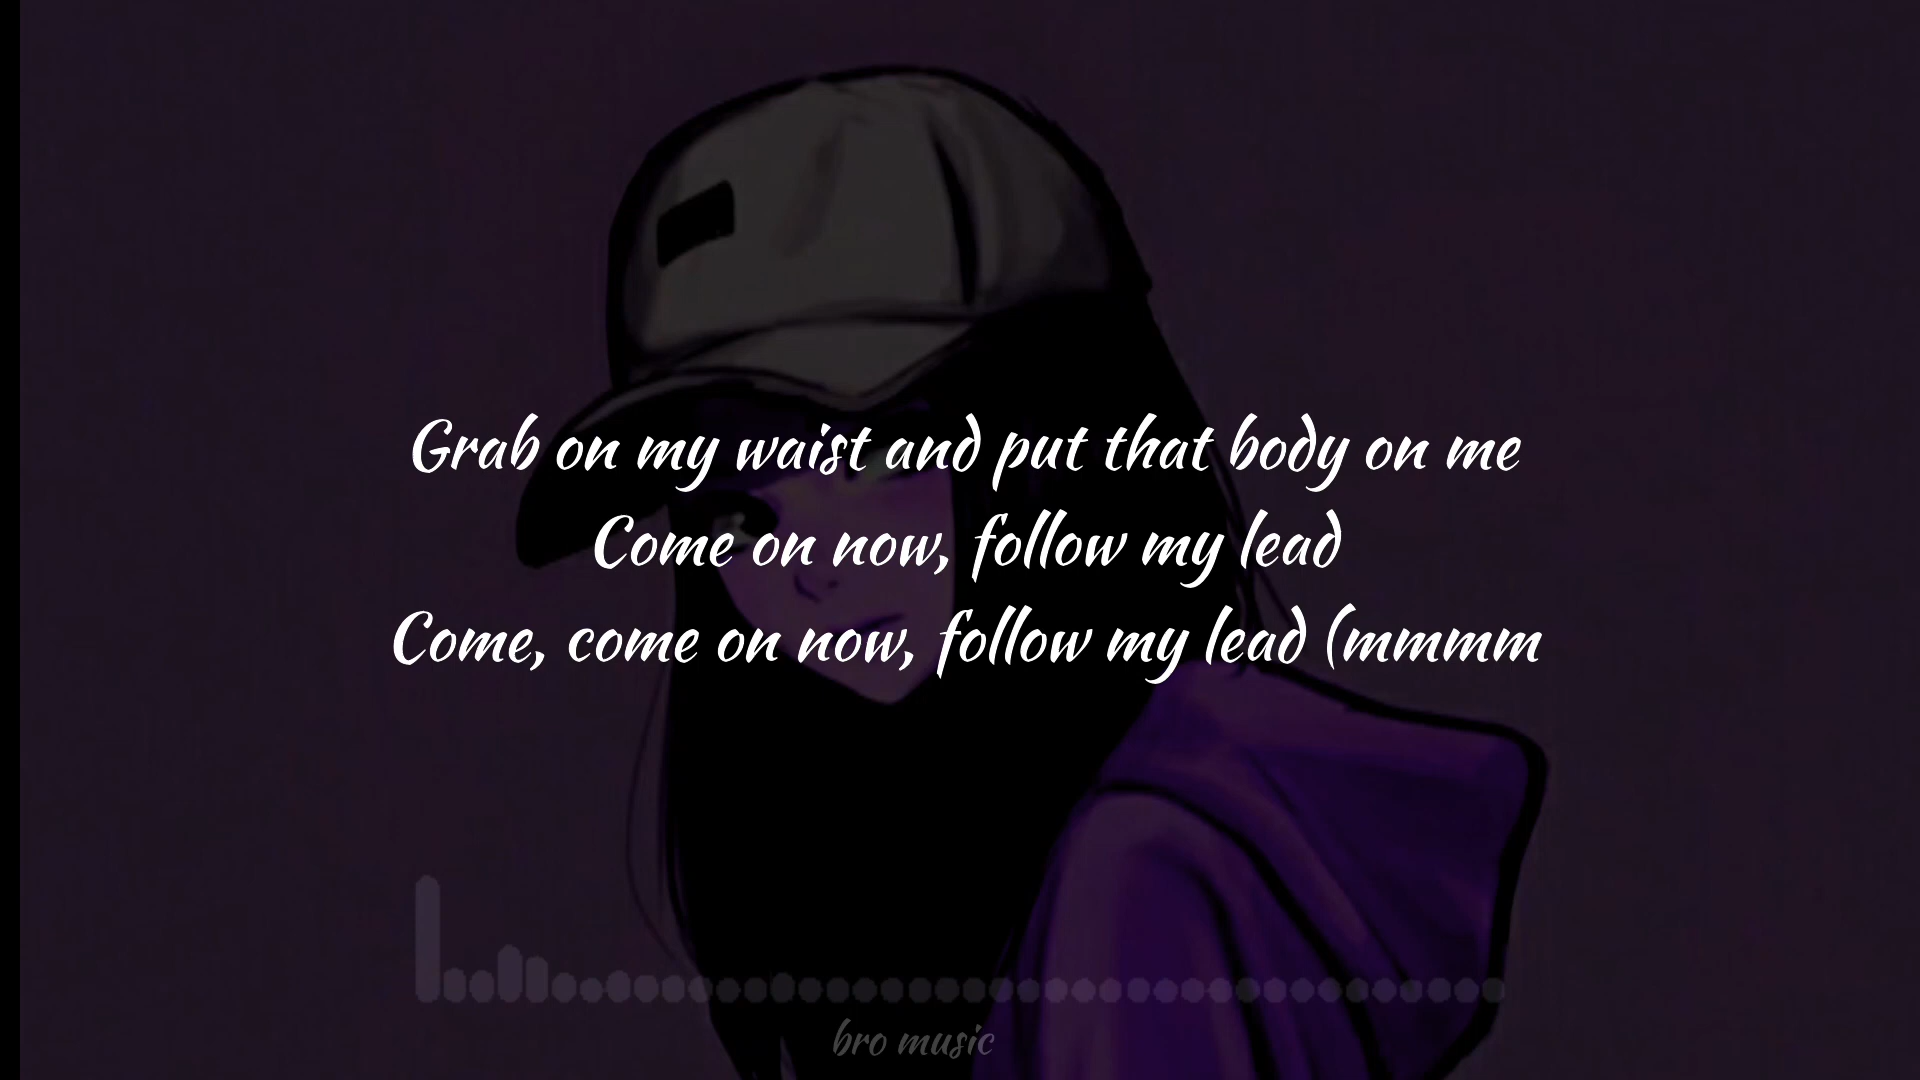 Grab on my waist and put that body on me
Come on now, follow my lead
Come, come on now, follow my lead (mmmm
bro music